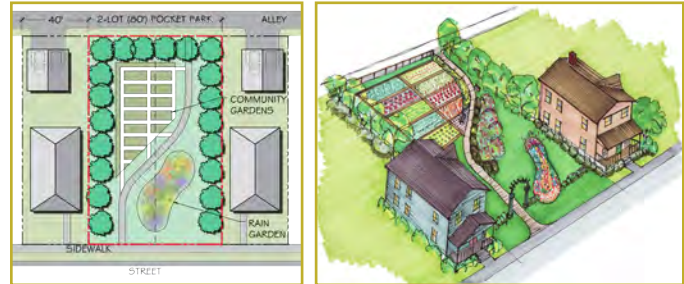 40' 2-LOT (80') POCKET PARK ALLEY
COMMUNITY
GARDENS
RAIN
GARDEN
SIDEWALK
STREET